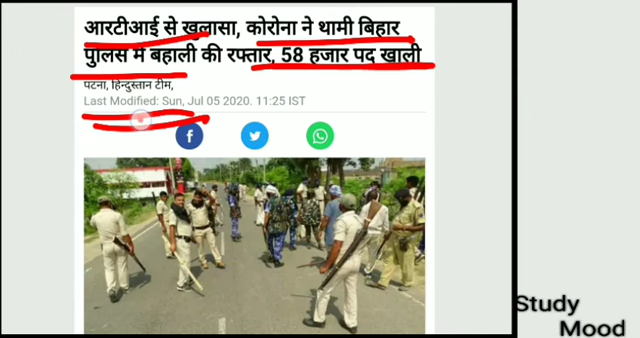 आरटीआई से खुलासा, कोरोना ने थामी बिहार
पुलिस में बहाली की रफ्तार, 58 हजार पद खाली
पटना, हिन्दुस्तान टीम,
Last Modified: Sun, Jul 05 2020. 11:25 IST
Study
Mood